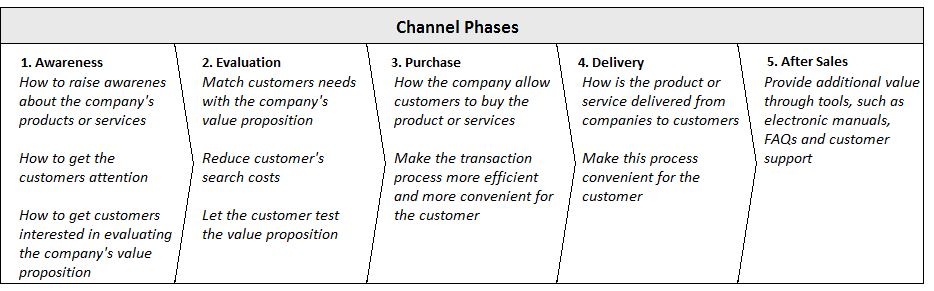 Channel Phases
1. Awareness
How to raise awarenes
about the company's
products or services
How to get the
customers attention
How to get customers
interested in evaluating
the company's value
proposition
2. Evaluation
Match customers needs
with the company's
value proposition
Reduce customer's
search costs
Let the customer test
the value proposition
3. Purchase
How the company allow
customers to buy the
product or services
Make the transaction
process more efficient
and more convenient for
the customer
4. Delivery
How is the product or
service delivered from
companies to customers
Make this process
convenient for the
customer
5. After Sales
Provide additional value
through tools, such as
electronic manuals,
FAQs and customer
support